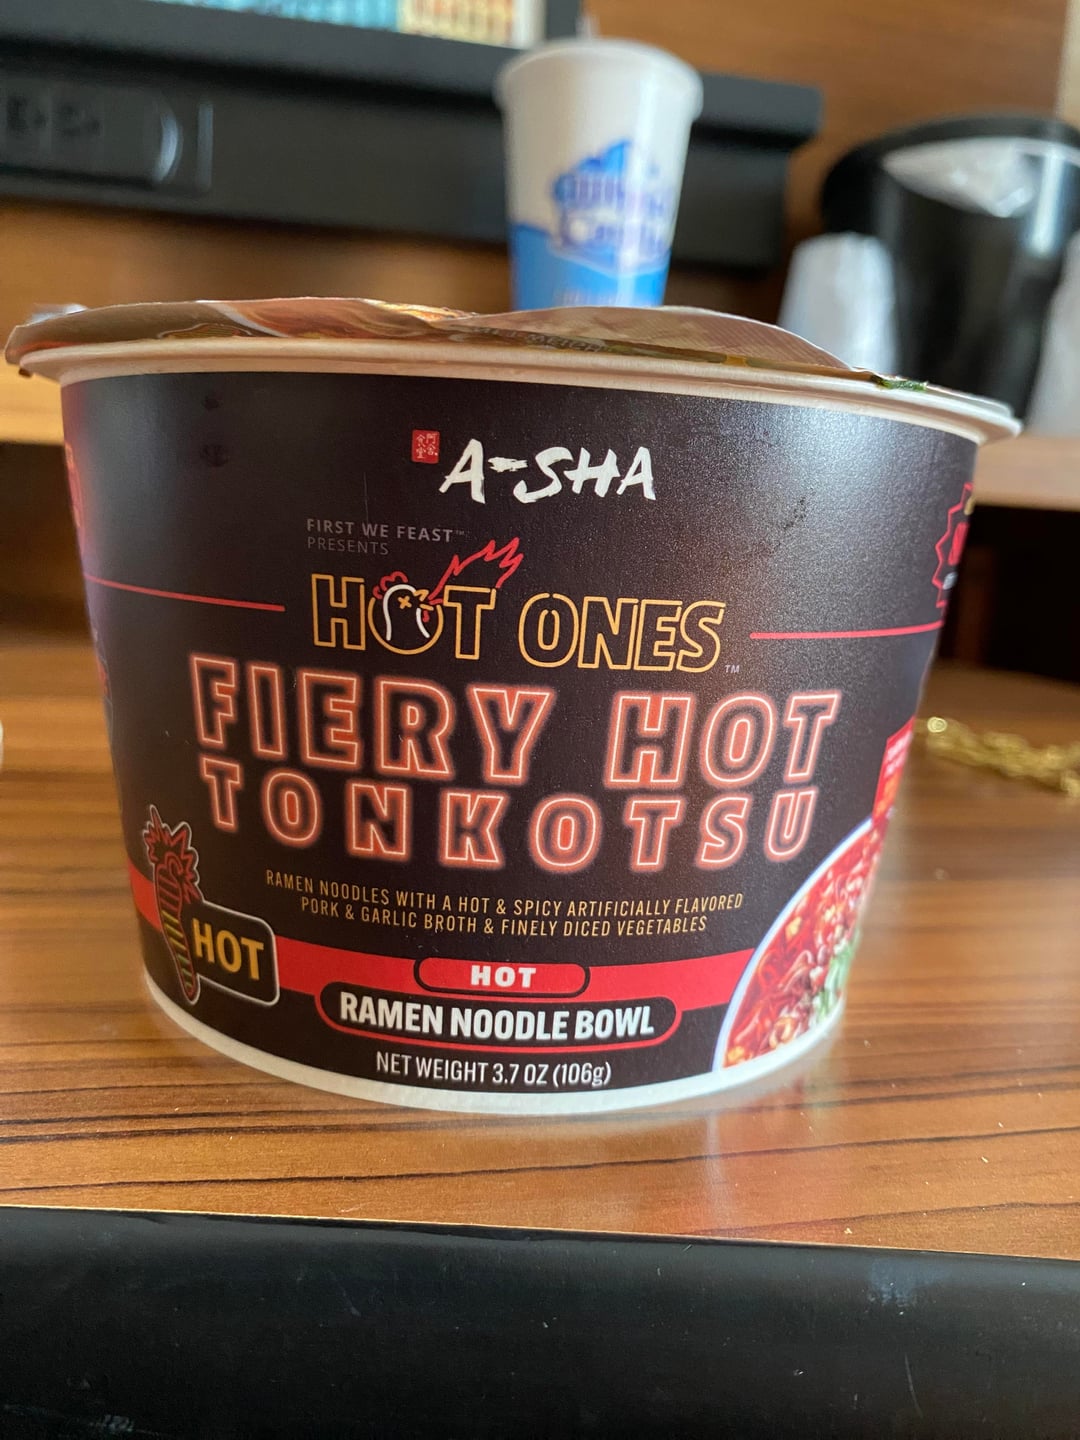 A-SHA
FIRST WE FEAST™
PRESENTS
HOT ONES™
FIERY HOT
TONKOTSU
RAMEN NOODLES WITH A HOT & SPICY ARTIFICIALLY FLAVORED
PORK & GARLIC BROTH & FINELY DICED VEGETABLES
HOT
HOT
RAMEN NOODLE BOWL
NET WEIGHT 3.7 OZ (106g)